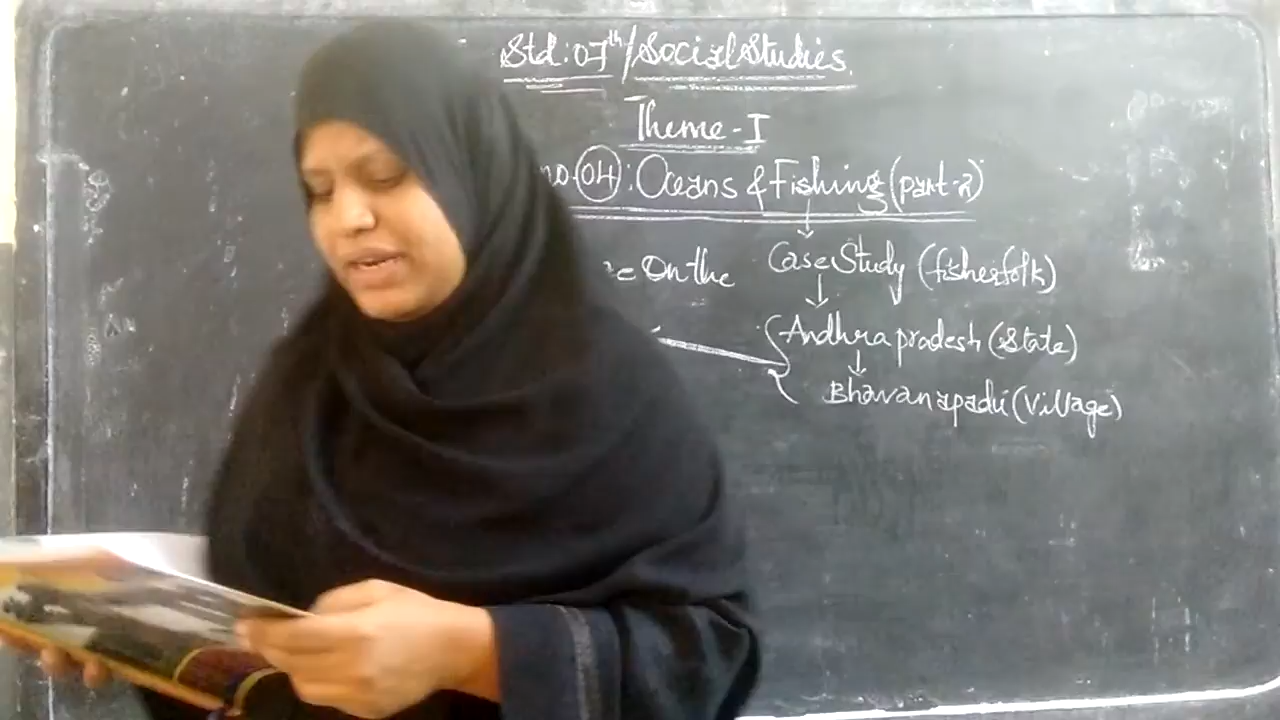 Std: 07th/Social Studies
Theme-I
no.04: Oceans & Fishing (part-2)
On the Case Study (fisherfolk)
Andhra pradesh (State)
Bhavanapadu (Village)